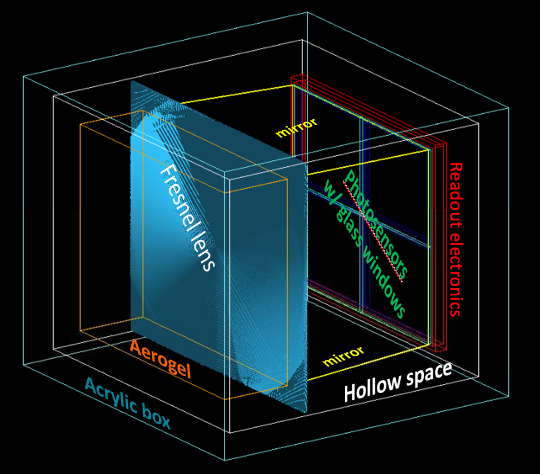 mirror
Readout electronics
Photosensors
w/ glass windows
Fresnel lens
Aerogel
mirror
Hollow space
Acrylic box